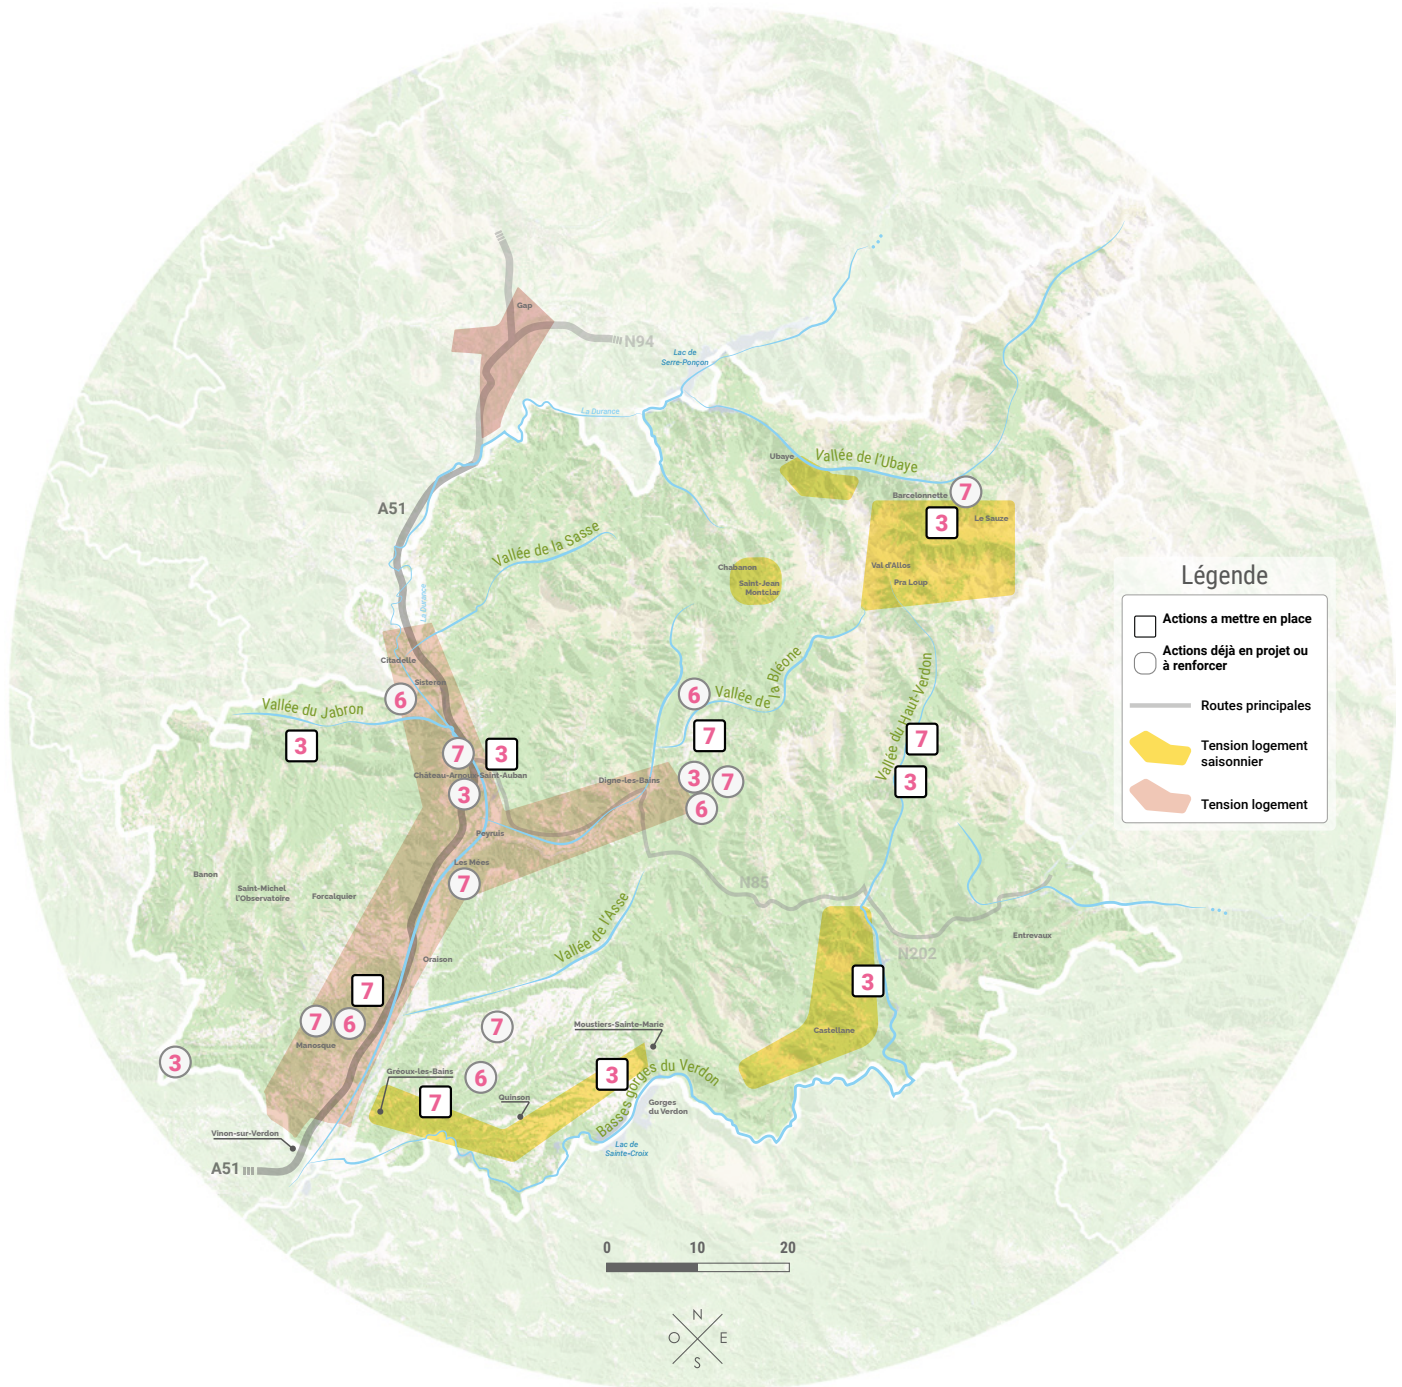 Gap
N94
Lac de
Serre-Ponçon
La Durance
Ubaye
Vallée de l'Ubaye
Barcelonnette
7
A51
3
Le Sauze
Vallée de la Sasse
Val d'Allos
Pra Loup
Chabanon
Saint-Jean
Montclar
La Durance
Légende
Actions a mettre en place
Actions déjà en projet ou
à renforcer
Routes principales
Tension logement
saisonnier
Tension logement
Citadelle
Sisteron
6
Vallée du Jabron
3
6
Vallée de la Bléone
7
Vallée du Haut-Verdon
7
3
7
3
Château-Arnoux-Saint-Auban
3
Digne-les-Bains
3
7
6
Peyruis
Les Mées
7
Banon
Saint-Michel
l'Observatoire
Forcalquier
N85
Vallée de l'Asse
N202
Entrevaux
Oraison
7
3
7
6
Manosque
7
Moustiers-Sainte-Marie
Castellane
3
Gréoux-les-Bains
6
3
7
Quinson
Basses gorges du Verdon
Gorges
du Verdon
Vinon-sur-Verdon
Lac de
Sainte-Croix
A51
0
10
20
N
O
E
S